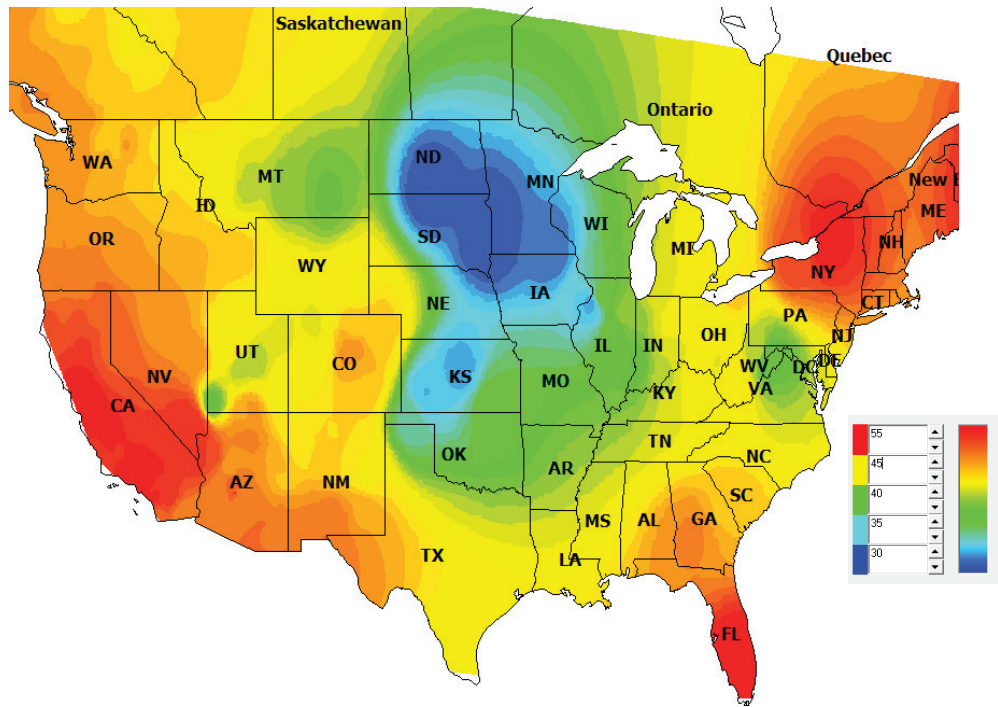 Saskatchewan
Quebec
Ontario
WA
MT
ND
MN
ID
OR
WY
SD
WI
MI
New E
ME
NH
NY
CT
NE
IA
PA
NJ
NV
UT
CO
KS
MO
IL
IN
OH
WV
DC
DE
VA
KY
CA
AZ
NM
OK
AR
TN
NC
SC
TX
LA
MS
AL
GA
FL
55
45
40
35
30